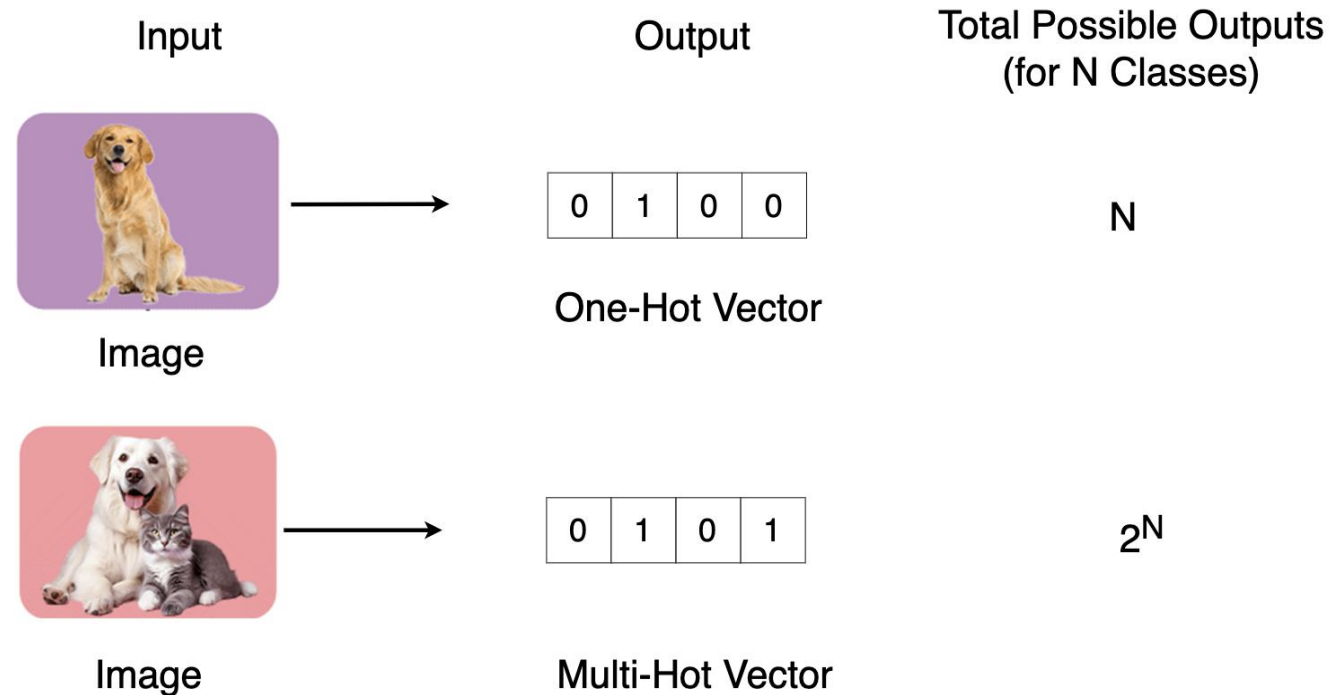 Input
Output
Total Possible Outputs
(for N Classes)
0 1 0 0
N
One-Hot Vector
Image
0 1 0 1
2^N
Image
Multi-Hot Vector